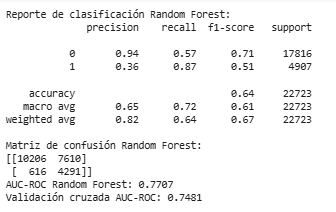 Reporte de clasificación Random Forest:
precision recall f1-score support
0 0.94 0.57 0.71 17816
1 0.36 0.87 0.51 4907
accuracy 0.64 22723
macro avg 0.65 0.72 0.61 22723
weighted avg 0.82 0.64 0.67 22723
Matriz de confusión Random Forest:
[[10206 7610]
[ 616 4291]]
AUC-ROC Random Forest: 0.7707
Validación cruzada AUC-ROC: 0.7481